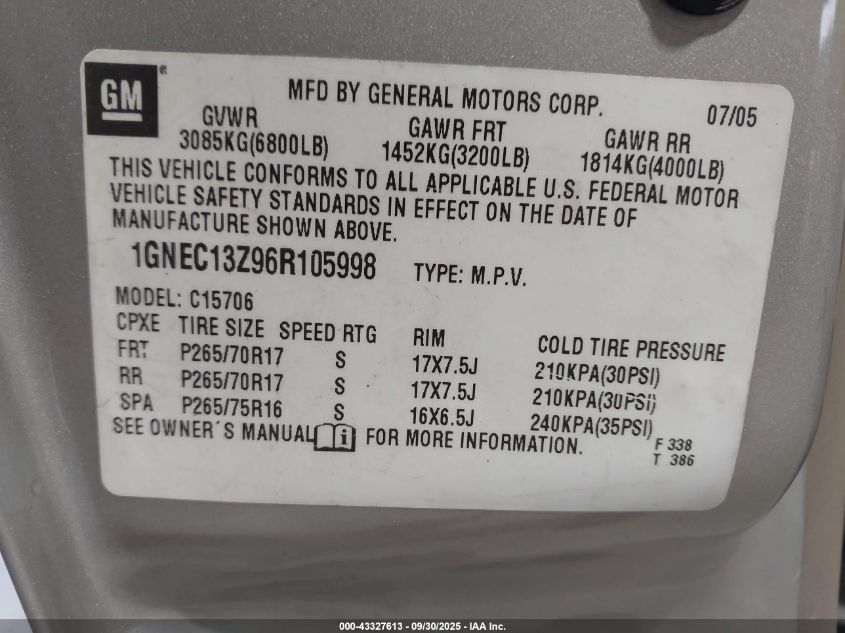 GM ®
MFD BY GENERAL MOTORS CORP. 07/05
GVWR GAWR FRT GAWR RR
3085KG(6800LB) 1452KG(3200LB) 1814KG(4000LB)
THIS VEHICLE CONFORMS TO ALL APPLICABLE U.S. FEDERAL MOTOR
VEHICLE SAFETY STANDARDS IN EFFECT ON THE DATE OF
MANUFACTURE SHOWN ABOVE.
1GNEC13Z96R105998 TYPE: M.P.V.
MODEL: C15706
CPXE TIRE SIZE SPEED RTG RIM COLD TIRE PRESSURE
FRT P265/70R17 S 17X7.5J 210KPA(30PSI)
RR P265/70R17 S 17X7.5J 210KPA(30PSI)
SPA P265/75R16 S 16X6.5J 240KPA(35PSI)
SEE OWNER'S MANUAL i FOR MORE INFORMATION.
F 338
T 386
000-43327613 - 09/30/2025 - IAA Inc.